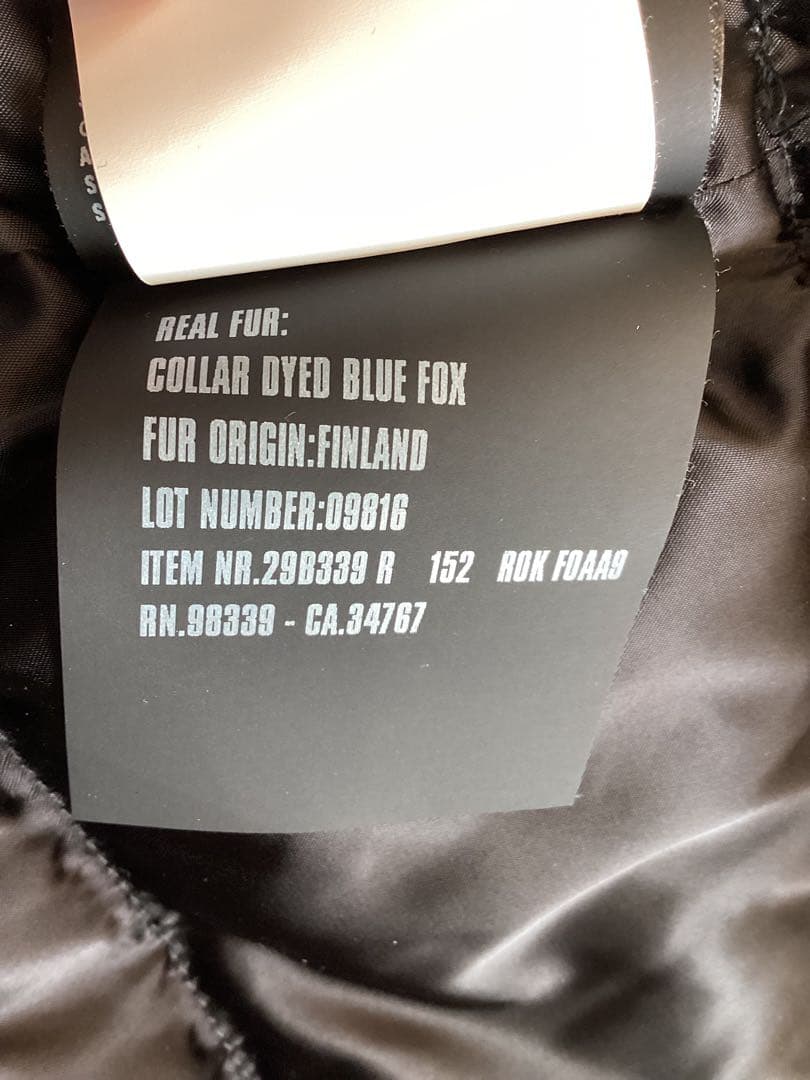 REAL FUR:
COLLAR DYED BLUE FOX
FUR ORIGIN:FINLAND
LOT NUMBER:09816
ITEM NR.29B339 R 152 ROK F0AA9
RN.98339 - CA.34767